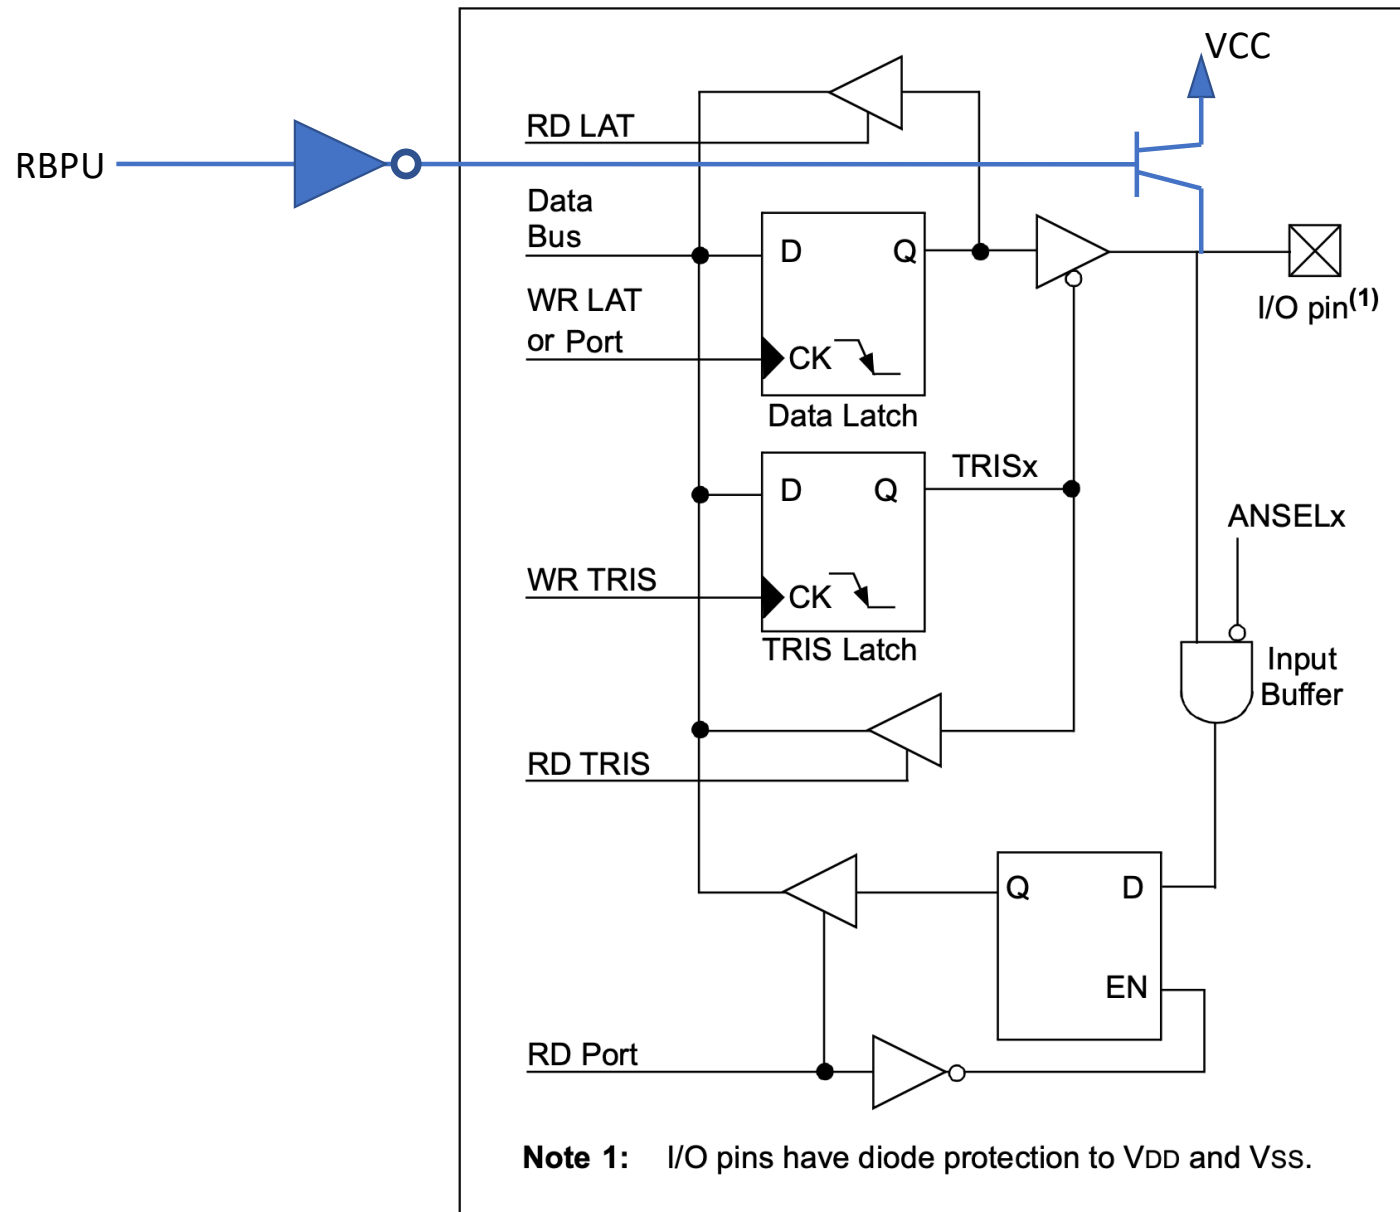 VCC
RD LAT
RBPU
Data
Bus
D
Q
WR LAT
or Port
CK
I/O pin(1)
Data Latch
TRISx
D
Q
ANSELx
WR TRIS
CK
TRIS Latch
Input
Buffer
RD TRIS
Q
D
EN
RD Port
Note 1: I/O pins have diode protection to VDD and VSS.